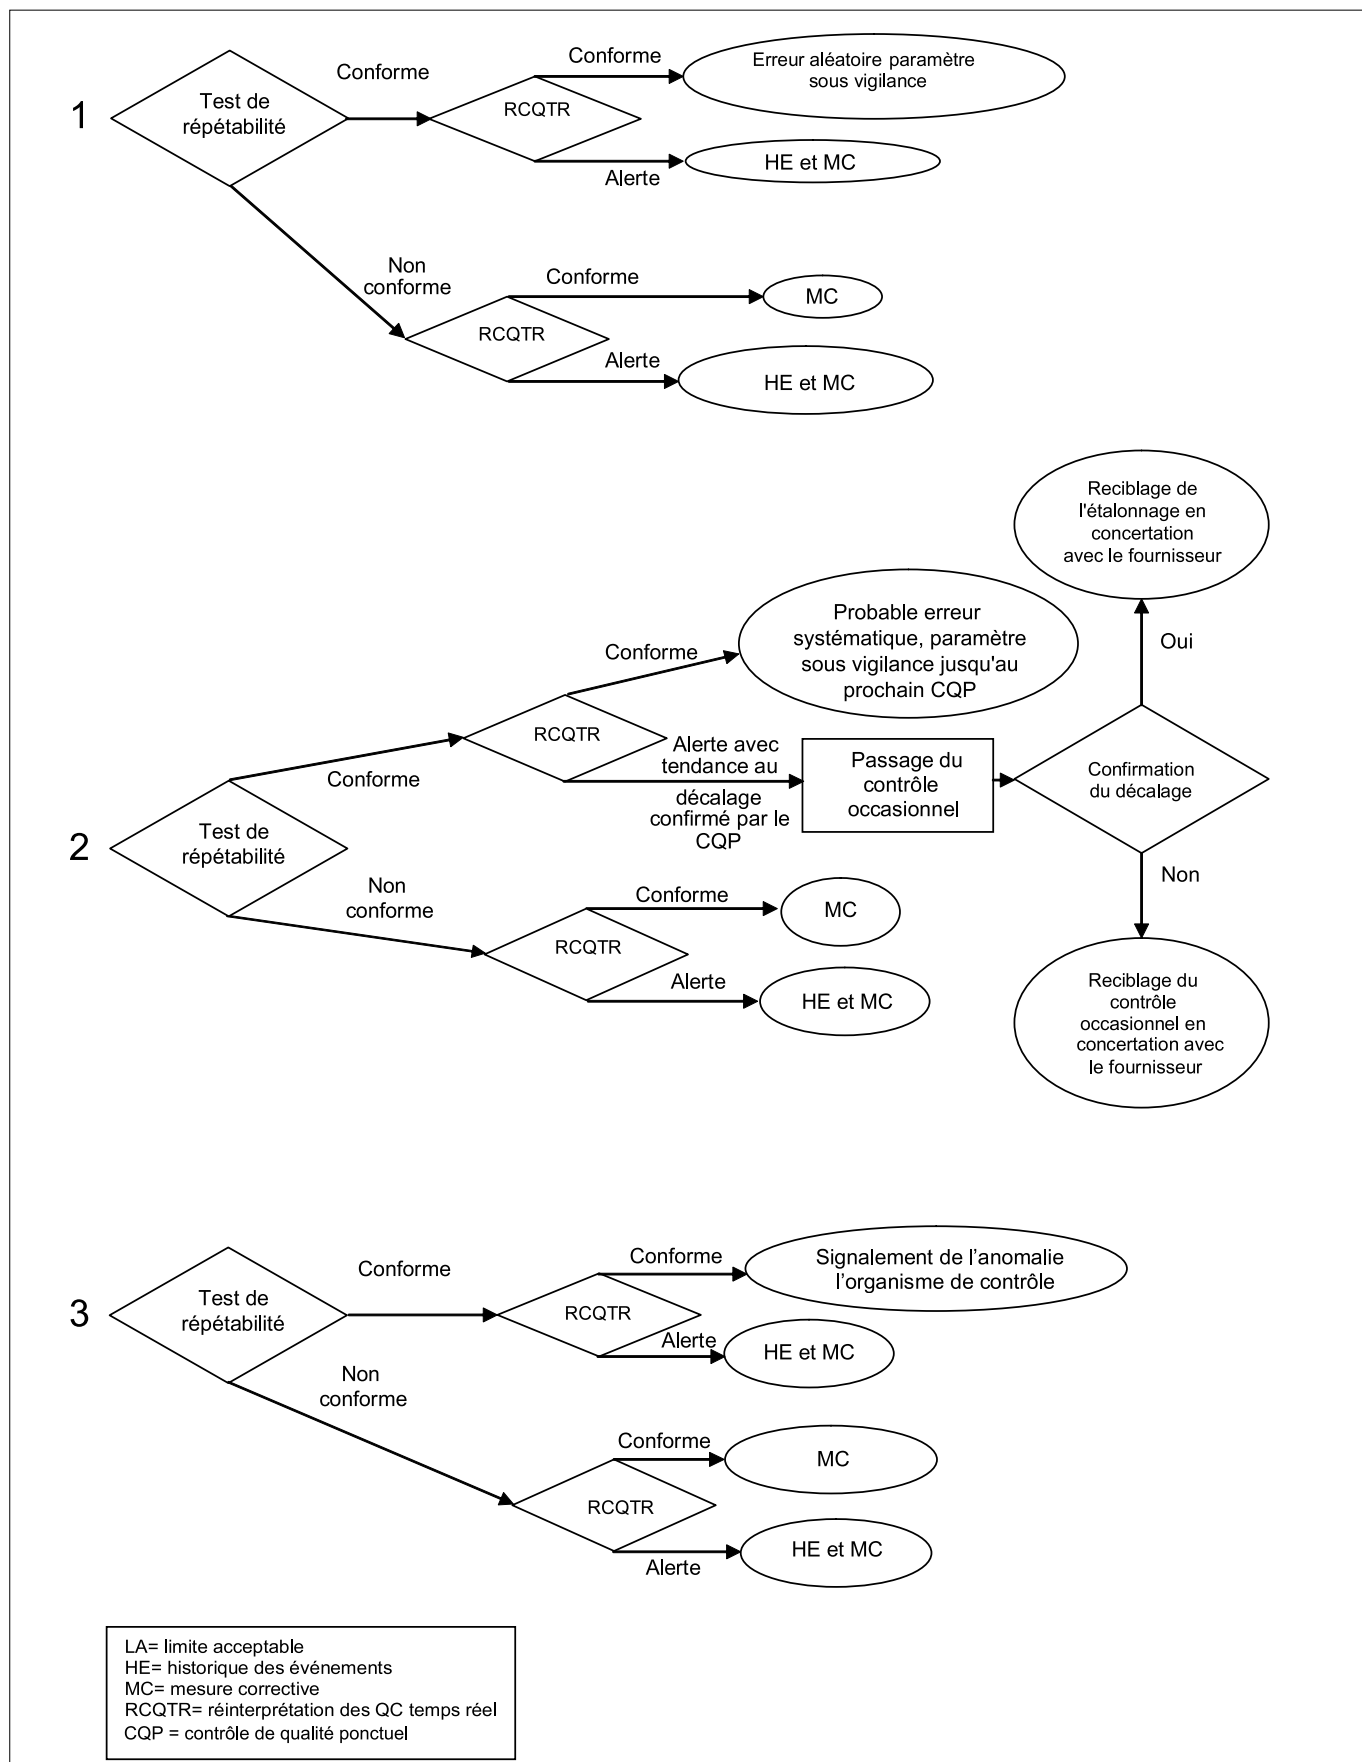 1
Test de
répétabilité
Conforme
RCQTR
Conforme
Erreur aléatoire paramètre
sous vigilance
Alerte
HE et MC
Non
conforme
RCQTR
Conforme
MC
Alerte
HE et MC
2
Test de
répétabilité
Conforme
RCQTR
Conforme
Probable erreur
systématique, paramètre
sous vigilance jusqu'au
prochain CQP
Alerte avec
tendance au
décalage
confirmé par le
CQP
Passage du
contrôle
occasionnel
Confirmation
du décalage
Oui
Reciblage de
l'étalonnage en
concertation
avec le fournisseur
Non
Reciblage du
contrôle
occasionnel en
concertation avec
le fournisseur
Non
conforme
RCQTR
Conforme
MC
Alerte
HE et MC
3
Test de
répétabilité
Conforme
RCQTR
Conforme
Signalement de l’anomalie
l’organisme de contrôle
Alerte
HE et MC
Non
conforme
RCQTR
Conforme
MC
Alerte
HE et MC
LA= limite acceptable
HE= historique des événements
MC= mesure corrective
RCQTR= réinterprétation des QC temps réel
CQP = contrôle de qualité ponctuel